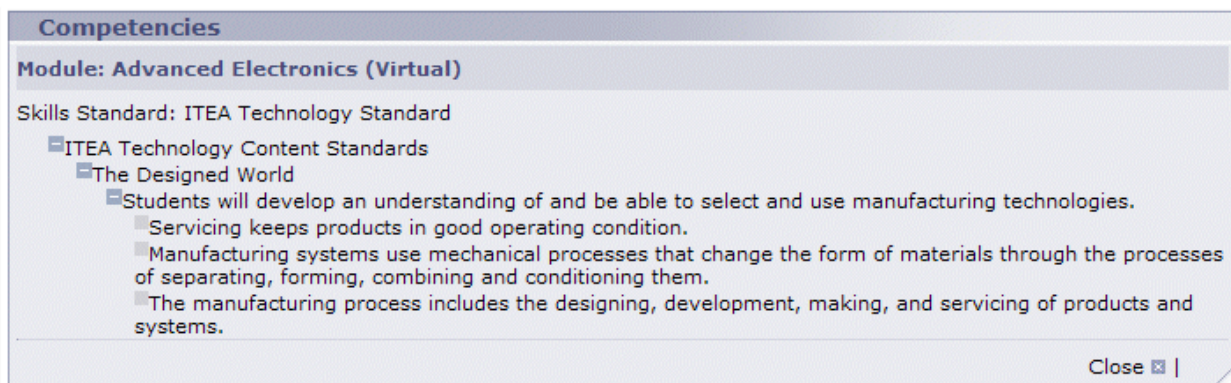 Competencies
Module: Advanced Electronics (Virtual)
Skills Standard: ITEA Technology Standard
ITEA Technology Content Standards
The Designed World
Students will develop an understanding of and be able to select and use manufacturing technologies.
Servicing keeps products in good operating condition.
Manufacturing systems use mechanical processes that change the form of materials through the processes
of separating, forming, combining and conditioning them.
The manufacturing process includes the designing, development, making, and servicing of products and
systems.
Close |